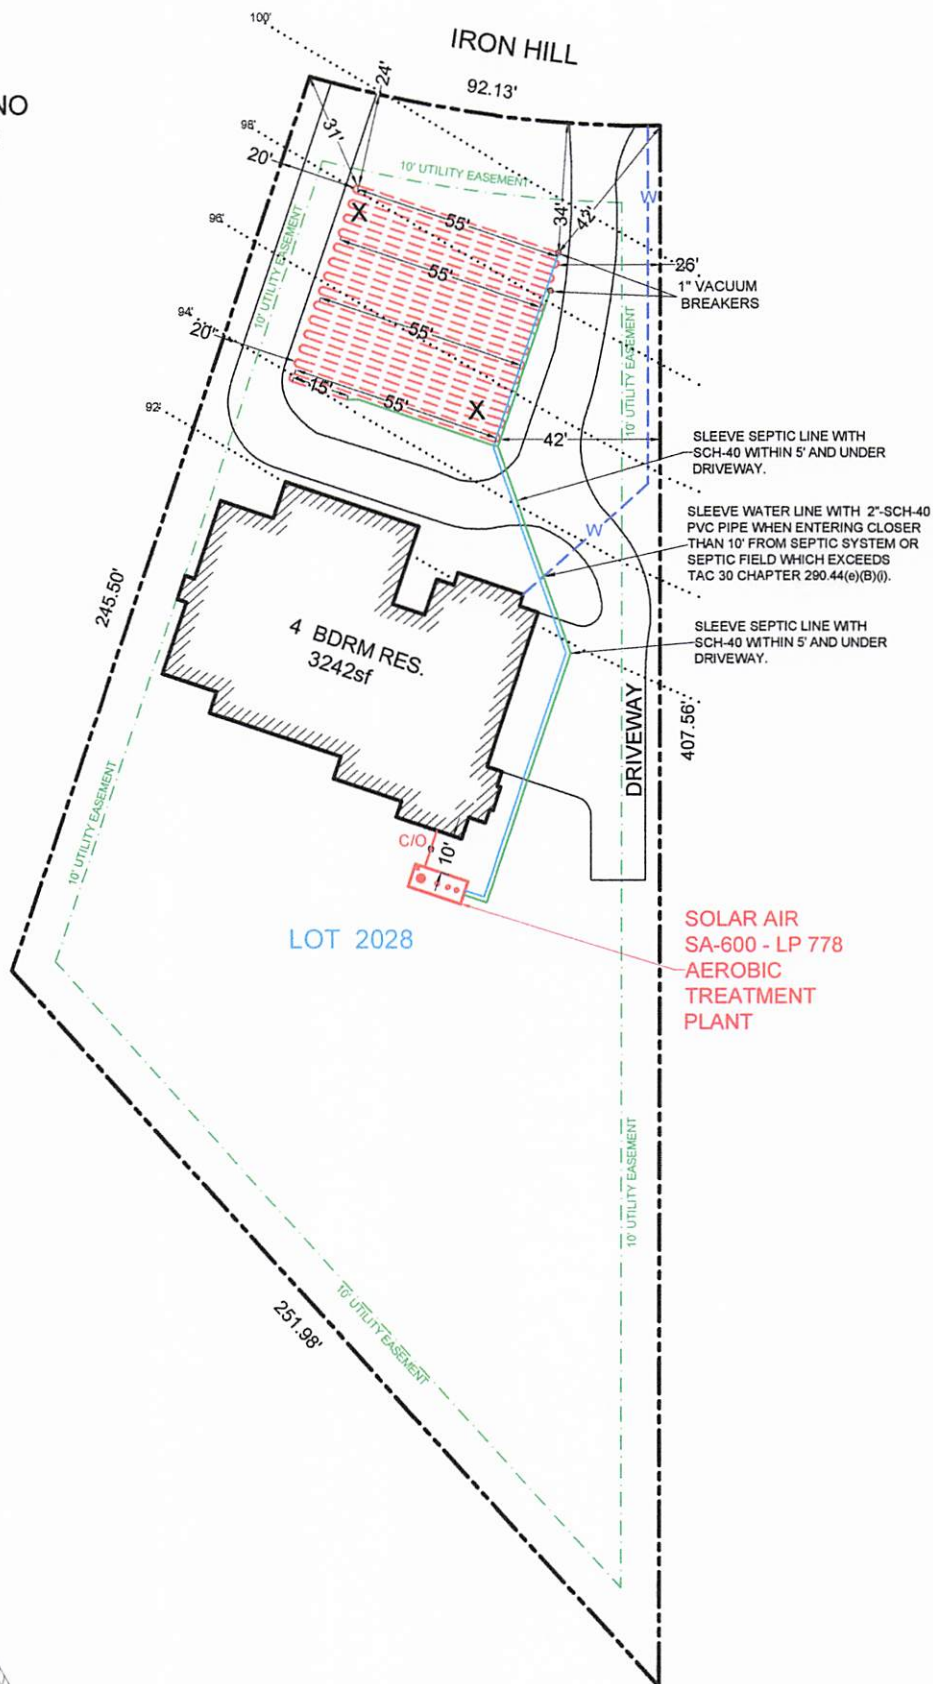 100'
IRON HILL
92.13'
NO
24'
31'
98'
20'
10' UTILITY EASEMENT
W
96'
55'
34'
42'
26'
1" VACUUM
BREAKERS
10' UTILITY EASEMENT
55'
55'
10' UTILITY EASEMENT
94'
20'
15'
55'
X
X
92'
42'
SLEEVE SEPTIC LINE WITH
SCH-40 WITHIN 5' AND UNDER
DRIVEWAY.
SLEEVE WATER LINE WITH 2"-SCH-40
PVC PIPE WHEN ENTERING CLOSER
THAN 10' FROM SEPTIC SYSTEM OR
SEPTIC FIELD WHICH EXCEEDS
TAC 30 CHAPTER 290.44(e)(B)(i).
W
245.50'
4 BDRM RES.
3242sf
SLEEVE SEPTIC LINE WITH
SCH-40 WITHIN 5' AND UNDER
DRIVEWAY.
DRIVEWAY
407.56'
10' UTILITY EASEMENT
C/O
10'
LOT 2028
SOLAR AIR
SA-600 - LP 778
AEROBIC
TREATMENT
PLANT
10' UTILITY EASEMENT
10' UTILITY EASEMENT
251.98'